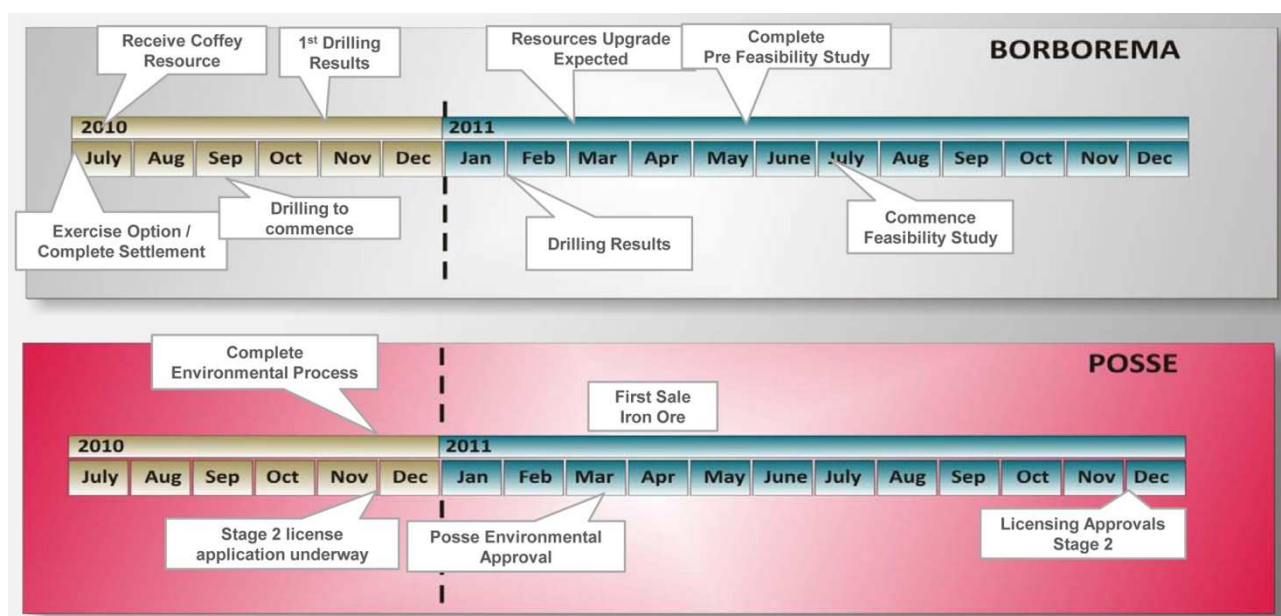 Receive Coffey
Resource
1st Drilling
Results
Resources Upgrade
Expected
Complete
Pre Feasibility Study
BORBOREMA
2010
2011
July Aug Sep Oct Nov Dec Jan Feb Mar Apr May June July Aug Sep Oct Nov Dec
Exercise Option /
Complete Settlement
Drilling to
commence
Drilling Results
Commence
Feasibility Study
Complete
Environmental Process
POSSE
First Sale
Iron Ore
2010
2011
July Aug Sep Oct Nov Dec Jan Feb Mar Apr May June July Aug Sep Oct Nov Dec
Stage 2 license
application underway
Posse Environmental
Approval
Licensing Approvals
Stage 2